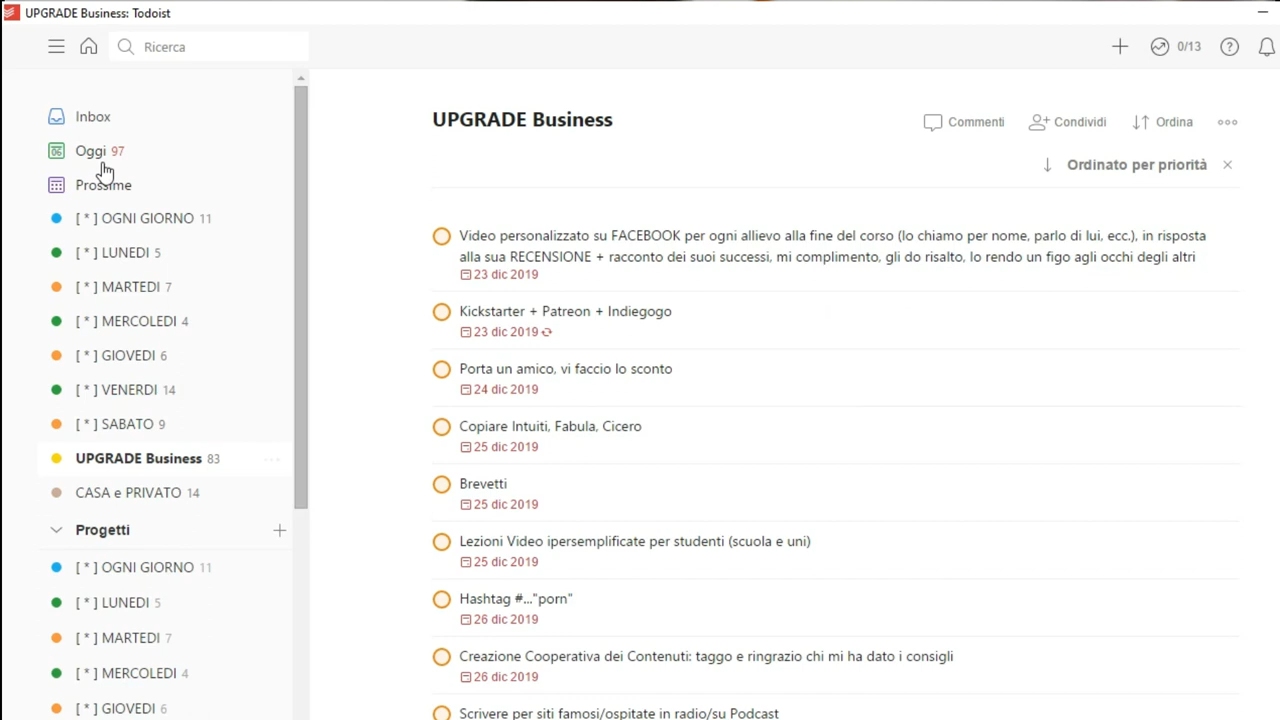 UPGRADE Business: Todoist
Ricerca
0/13
Inbox
Oggi 97
Prossime
[ * ] OGNI GIORNO 11
[ * ] LUNEDI 5
[ * ] MARTEDI 7
[ * ] MERCOLEDI 4
[ * ] GIOVEDI 6
[ * ] VENERDI 14
[ * ] SABATO 9
UPGRADE Business 83
CASA e PRIVATO 14
Progetti
[ * ] OGNI GIORNO 11
[ * ] LUNEDI 5
[ * ] MARTEDI 7
[ * ] MERCOLEDI 4
[ * ] GIOVEDI 6
UPGRADE Business
Commenti
Condividi
Ordina
Ordinato per priorità
Video personalizzato su FACEBOOK per ogni allievo alla fine del corso (lo chiamo per nome, parlo di lui, ecc.), in risposta
alla sua RECENSIONE + racconto dei suoi successi, mi complimento, gli do risalto, lo rendo un figo agli occhi degli altri
23 dic 2019
Kickstarter + Patreon + Indiegogo
23 dic 2019
Porta un amico, vi faccio lo sconto
24 dic 2019
Copiare Intuiti, Fabula, Cicero
25 dic 2019
Brevetti
25 dic 2019
Lezioni Video ipersemplificate per studenti (scuola e uni)
25 dic 2019
Hashtag #..."porn"
26 dic 2019
Creazione Cooperativa dei Contenuti: taggo e ringrazio chi mi ha dato i consigli
26 dic 2019
Scrivere per siti famosi/ospitate in radio/su Podcast